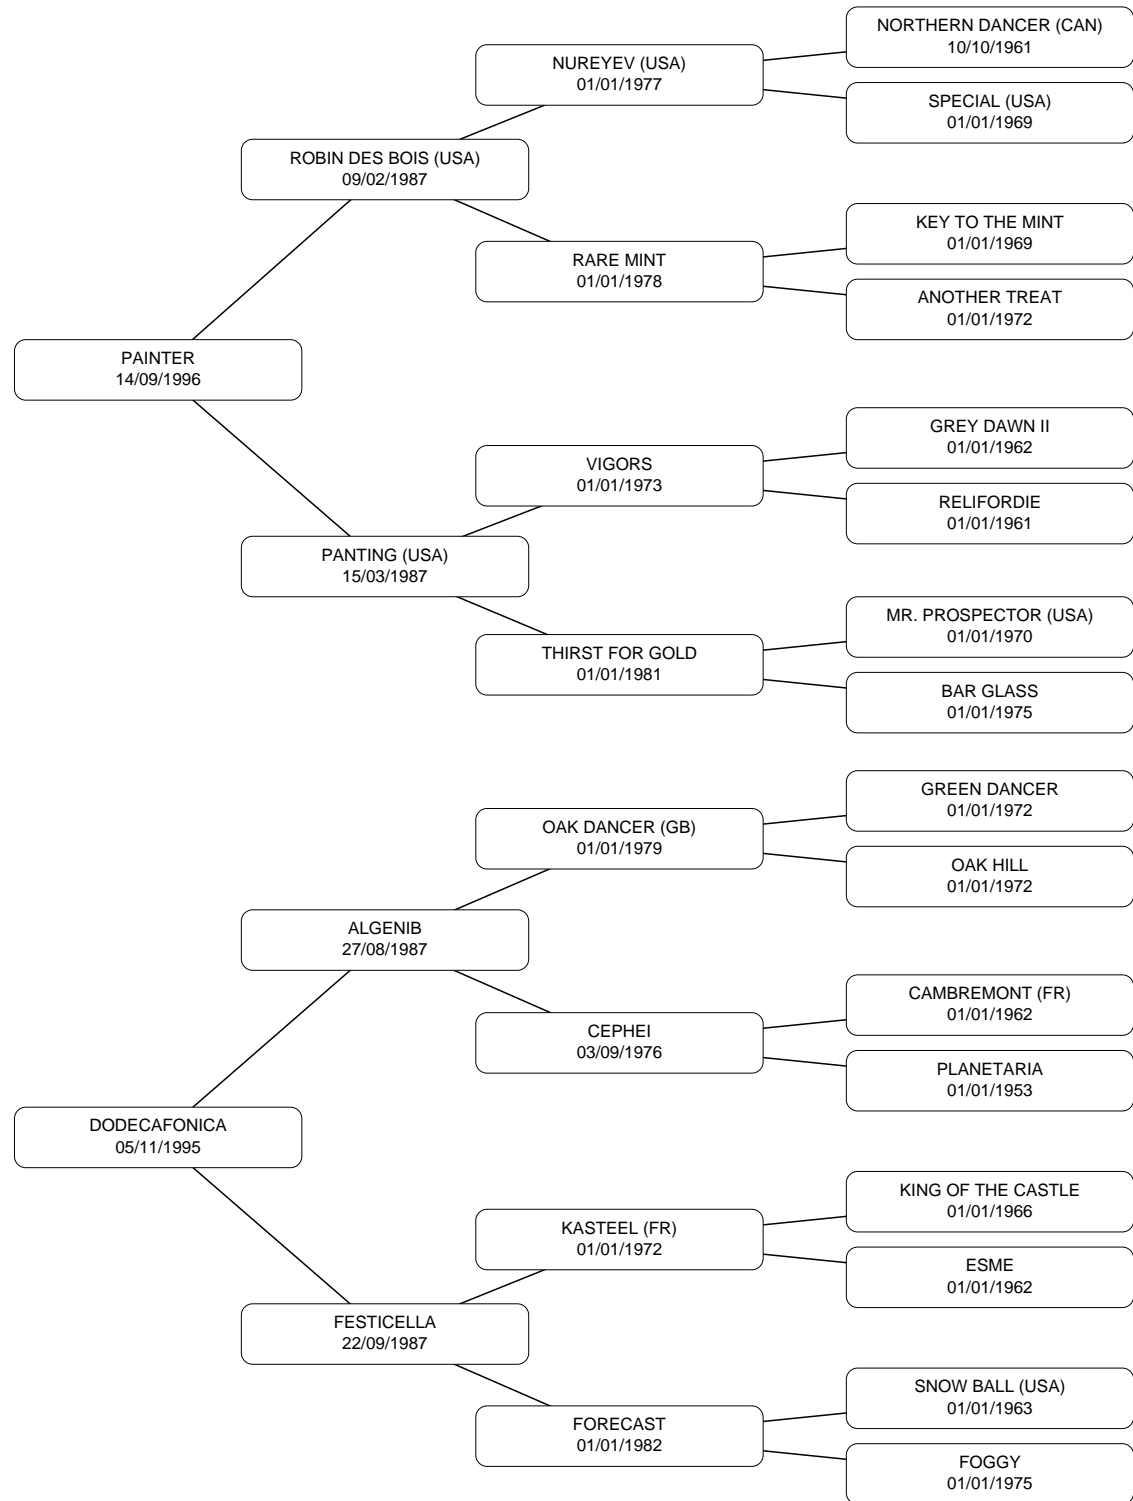 NORTHERN DANCER (CAN)
10/10/1961
NUREYEV (USA)
01/01/1977
SPECIAL (USA)
01/01/1969
ROBIN DES BOIS (USA)
09/02/1987
KEY TO THE MINT
01/01/1969
RARE MINT
01/01/1978
ANOTHER TREAT
01/01/1972
PAINTER
14/09/1996
GREY DAWN II
01/01/1962
VIGORS
01/01/1973
RELIFORDIE
01/01/1961
PANTING (USA)
15/03/1987
MR. PROSPECTOR (USA)
01/01/1970
THIRST FOR GOLD
01/01/1981
BAR GLASS
01/01/1975
GREEN DANCER
01/01/1972
OAK DANCER (GB)
01/01/1979
OAK HILL
01/01/1972
ALGENIB
27/08/1987
CAMBREMONT (FR)
01/01/1962
CEPHEI
03/09/1976
PLANETARIA
01/01/1953
DODECAFONICA
05/11/1995
KING OF THE CASTLE
01/01/1966
KASTEEL (FR)
01/01/1972
ESME
01/01/1962
FESTICELLA
22/09/1987
SNOW BALL (USA)
01/01/1963
FORECAST
01/01/1982
FOGGY
01/01/1975